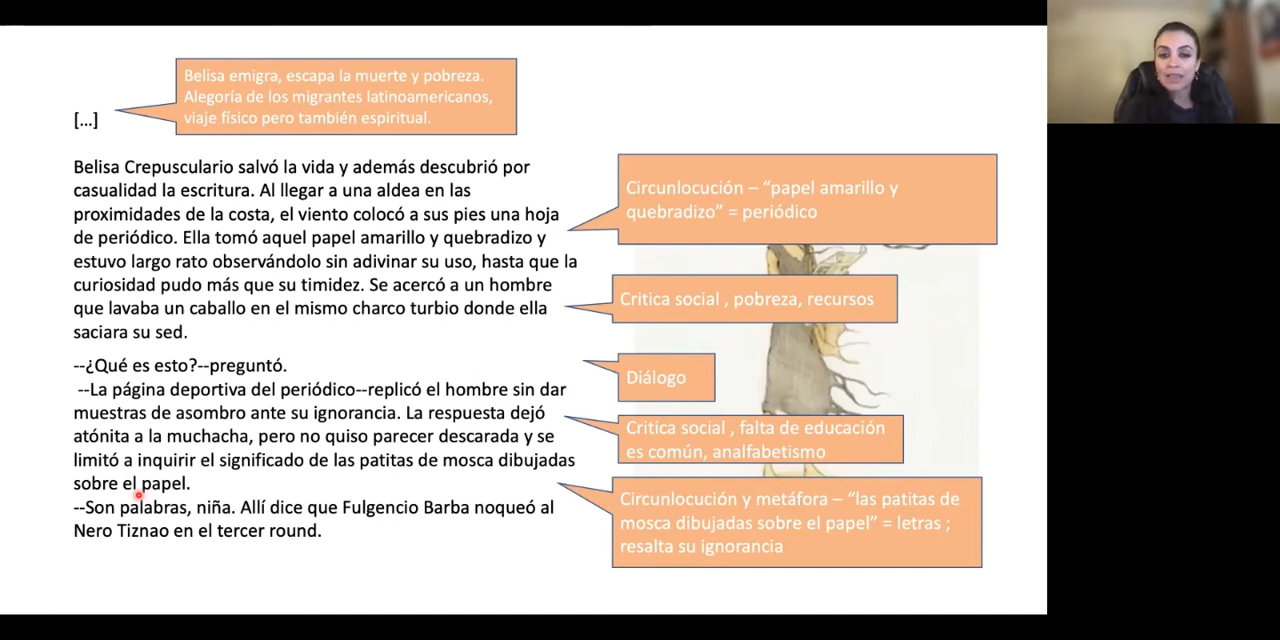 Belisa emigra, escapa la muerte y pobreza.
Alegoría de los migrantes latinoamericanos,
viaje físico pero también espiritual.
[...]
Belisa Crepusculario salvó la vida y además descubrió por
casualidad la escritura. Al llegar a una aldea en las
proximidades de la costa, el viento colocó a sus pies una hoja
de periódico. Ella tomó aquel papel amarillo y quebradizo y
estuvo largo rato observándolo sin adivinar su uso, hasta que la
curiosidad pudo más que su timidez. Se acercó a un hombre
que lavaba un caballo en el mismo charco turbio donde ella
saciara su sed.
--¿Qué es esto?--preguntó.
--La página deportiva del periódico--replicó el hombre sin dar
muestras de asombro ante su ignorancia. La respuesta dejó
atónita a la muchacha, pero no quiso parecer descarada y se
limitó a inquirir el significado de las patitas de mosca dibujadas
sobre el papel.
--Son palabras, niña. Allí dice que Fulgencio Barba noqueó al
Nero Tiznao en el tercer round.
Circunlocución – “papel amarillo y
quebradizo” = periódico
Critica social , pobreza, recursos
Diálogo
Critica social , falta de educación
es común, analfabetismo
Circunlocución y metáfora – “las patitas de
mosca dibujadas sobre el papel” = letras ;
resalta su ignorancia